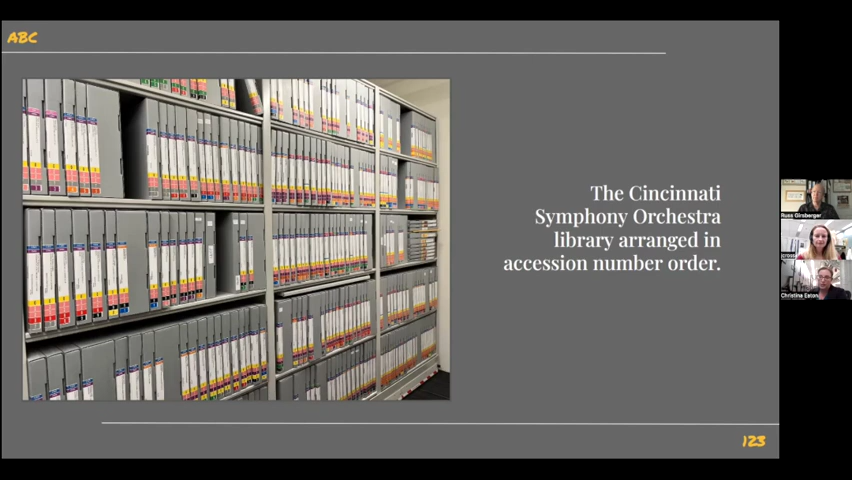 ABC
The Cincinnati
Symphony Orchestra
library arranged in
accession number order.
Russ Girsberger
Christina Eaton
123